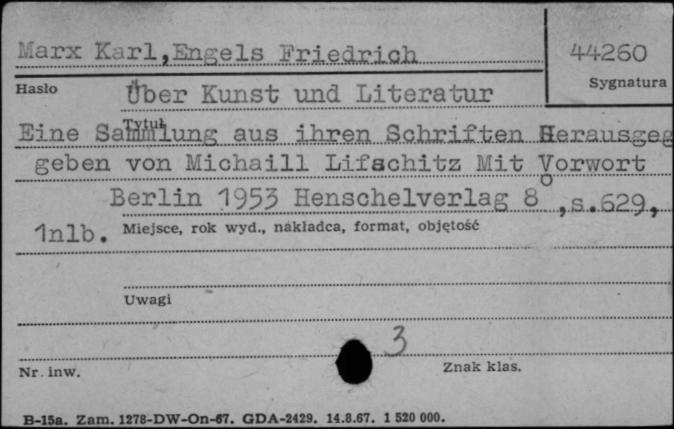 Marx Karl,Engels Friedrich
44260
Hasło
Sygnatura
Über Kunst und Literatur
Tytuł
Eine Sammlung aus ihren Schriften Herausgeg
geben von Michaill Lifschitz Mit Vorwort
Berlin 1953 Henschelverlag 8o,s.629,
1nlb.
Miejsce, rok wyd., nakładca, format, objętość
Uwagi
3
Nr. inw.
Znak klas.
B-15a. Zam. 1278-DW-On-67. GDA-2429. 14.8.67. 1 520 000.